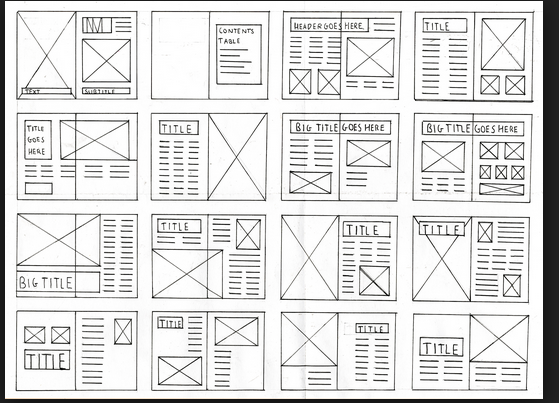 TEXT
SUBTITLE
CONTENTS
TABLE
HEADER GOES HERE
TITLE
TITLE
GOES
HERE
TITLE
BIG TITLE GOES HERE
BIG TITLE GOES HERE
BIG TITLE
TITLE
TITLE
TITLE
TITLE
TITLE
TITLE
TITLE